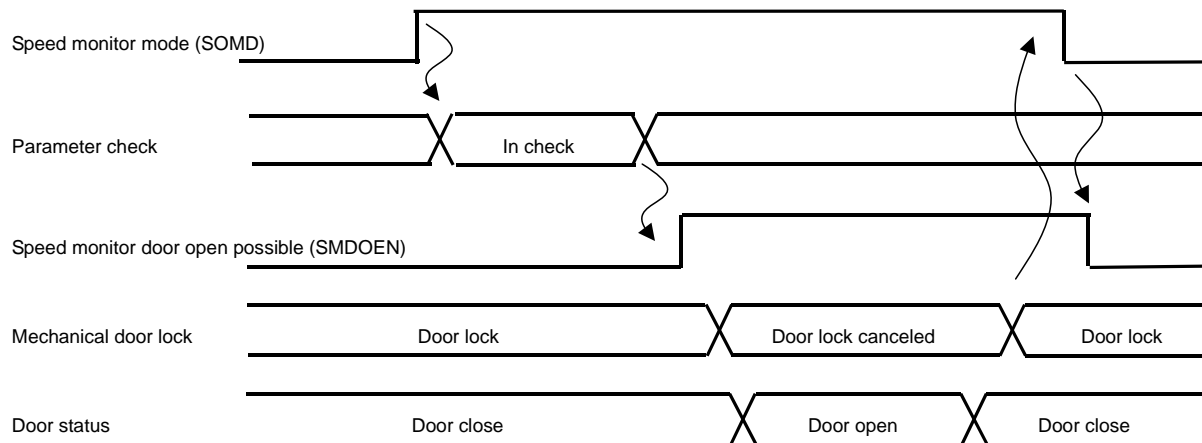 Speed monitor mode (SOMD)
Parameter check
In check
Speed monitor door open possible (SMDOEN)
Mechanical door lock
Door lock
Door lock canceled
Door lock
Door status
Door close
Door open
Door close